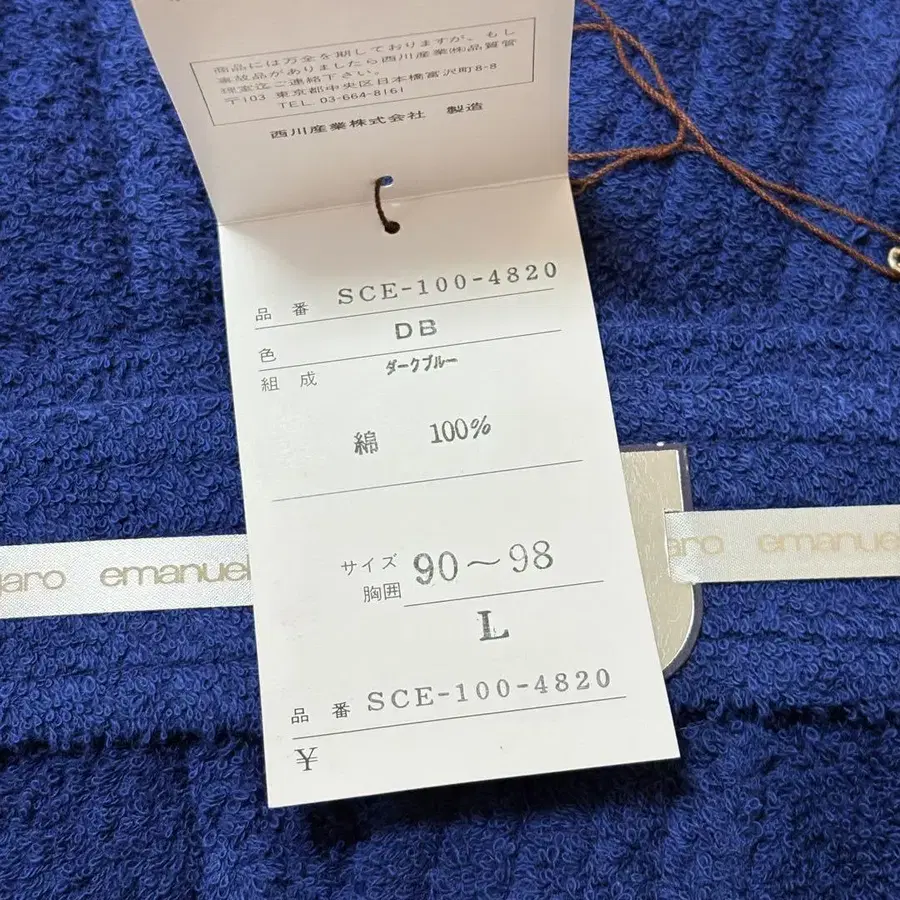 商品には万全を期しておりますが、もし
事故品がありましたら西川産業㈱品質管
理室迄ご連絡下さい。
〒103 東京都中央区日本橋富沢町8-8
TEL 03-664-8161
西川産業株式会社 製造
品番 SCE-100-4820
色 DB
組成 ダークブルー
綿 100%
サイズ
胸囲 90～98
L
品番 SCE-100-4820
¥
garo emanuel
garo emanue